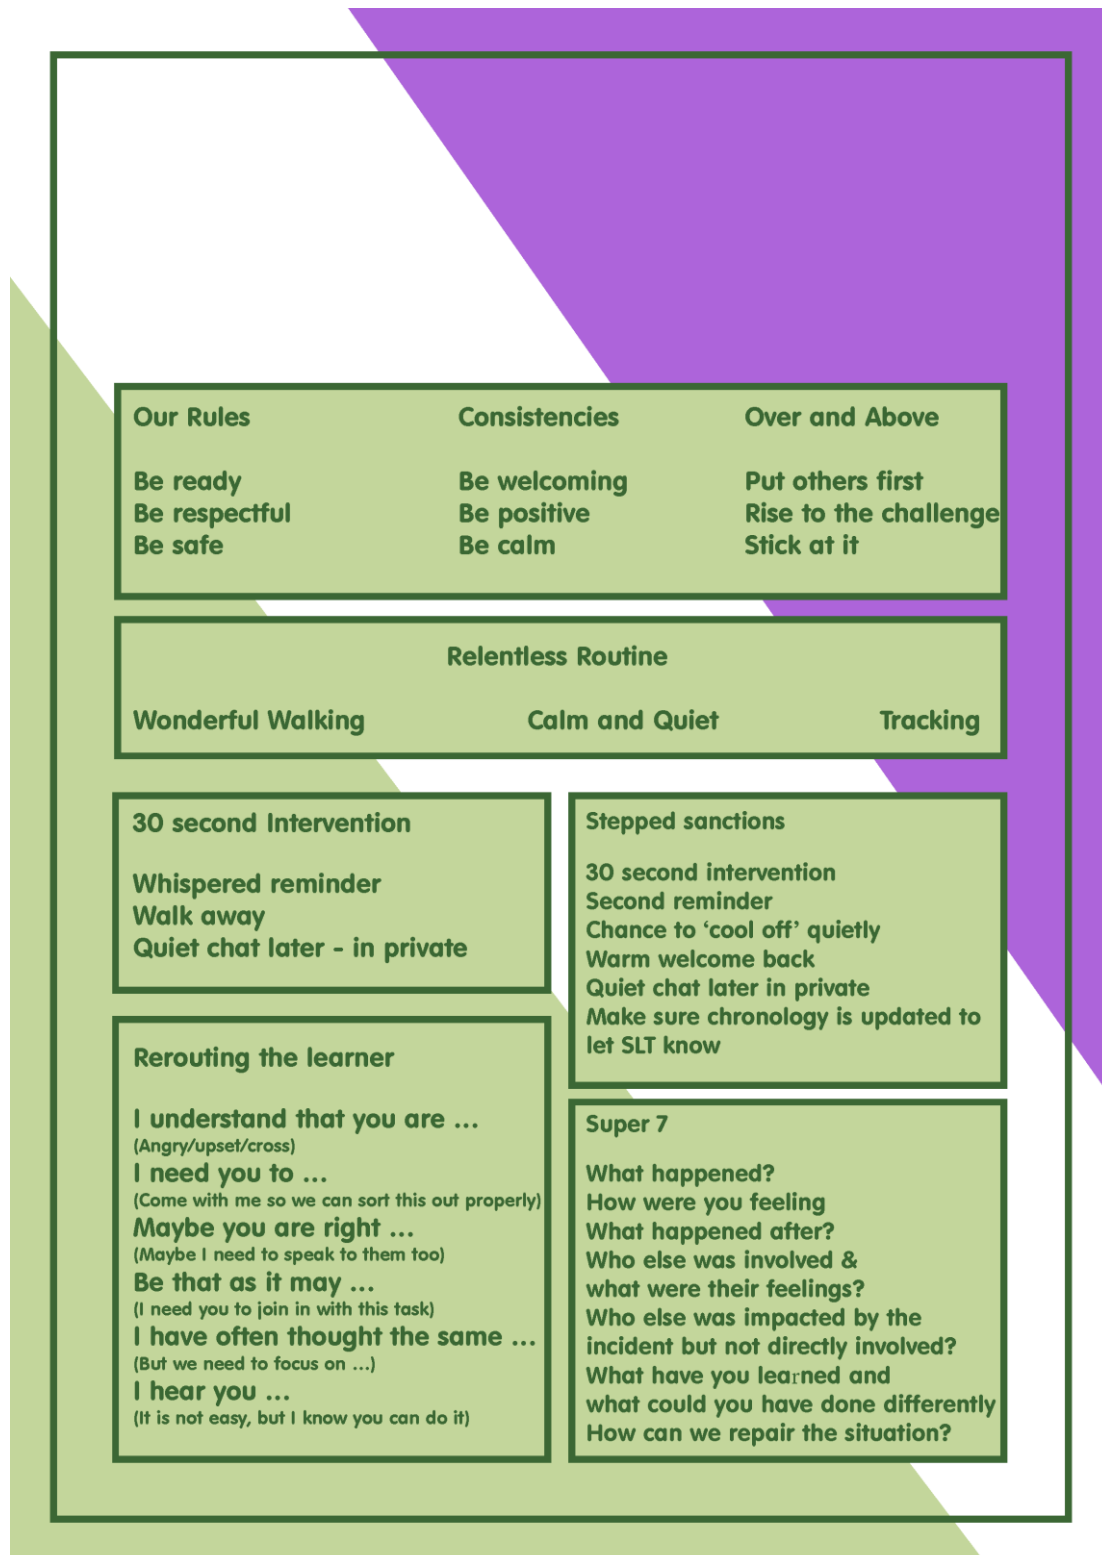 Our Rules
Be ready
Be respectful
Be safe
Consistencies
Be welcoming
Be positive
Be calm
Over and Above
Put others first
Rise to the challenge
Stick at it
Relentless Routine
Wonderful Walking
Calm and Quiet
Tracking
30 second Intervention
Whispered reminder
Walk away
Quiet chat later - in private
Rerouting the learner
I understand that you are ...
(Angry/upset/cross)
I need you to ...
(Come with me so we can sort this out properly)
Maybe you are right ...
(Maybe I need to speak to them too)
Be that as it may ...
(I need you to join in with this task)
I have often thought the same ...
(But we need to focus on ...)
I hear you ...
(It is not easy, but I know you can do it)
Stepped sanctions
30 second intervention
Second reminder
Chance to ‘cool off’ quietly
Warm welcome back
Quiet chat later in private
Make sure chronology is updated to
let SLT know
Super 7
What happened?
How were you feeling
What happened after?
Who else was involved &
what were their feelings?
Who else was impacted by the
incident but not directly involved?
What have you learned and
what could you have done differently
How can we repair the situation?